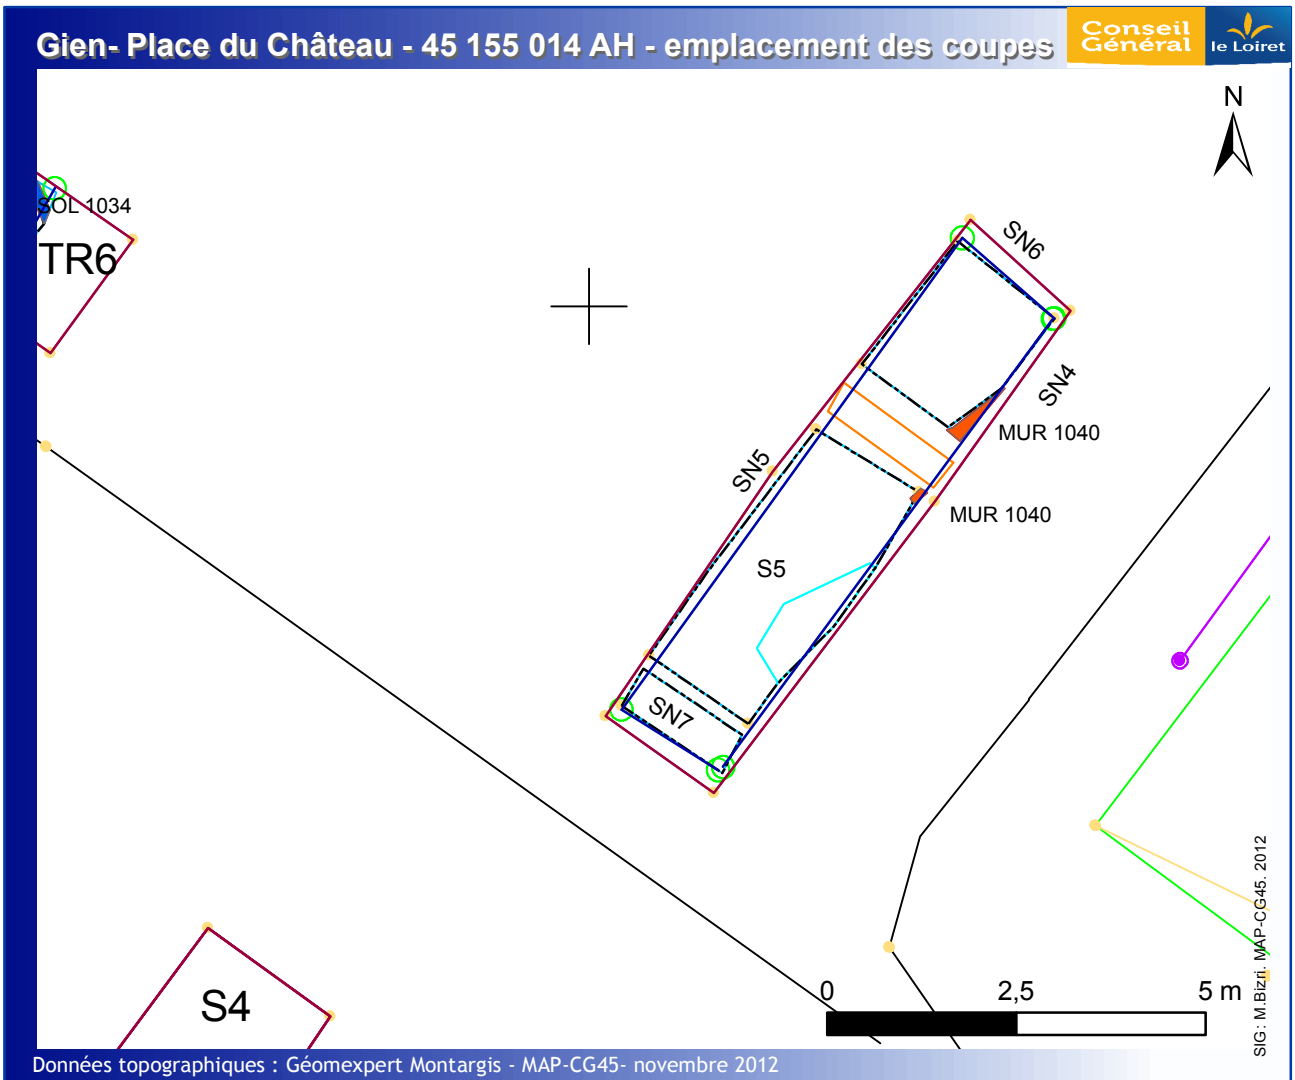 Gien- Place du Château - 45 155 014 AH - emplacement des coupes
Conseil
Général
le Loiret
N
SOL 1034
TR6
SN6
SN4
MUR 1040
SN5
MUR 1040
S5
SN7
S4
0 2,5 5 m
SIG : M.Bizri. MAP-CG45. 2012
Données topographiques : Géomexpert Montargis - MAP-CG45- novembre 2012